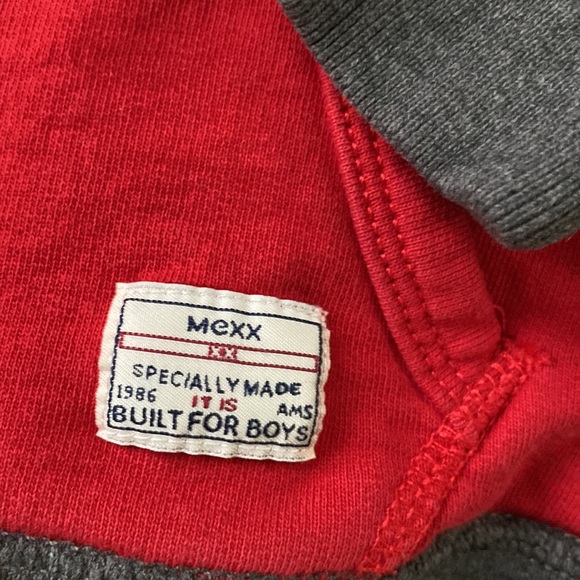 Mexx
XX
SPECIALLY MADE
1986 IT IS AMS
BUILT FOR BOYS